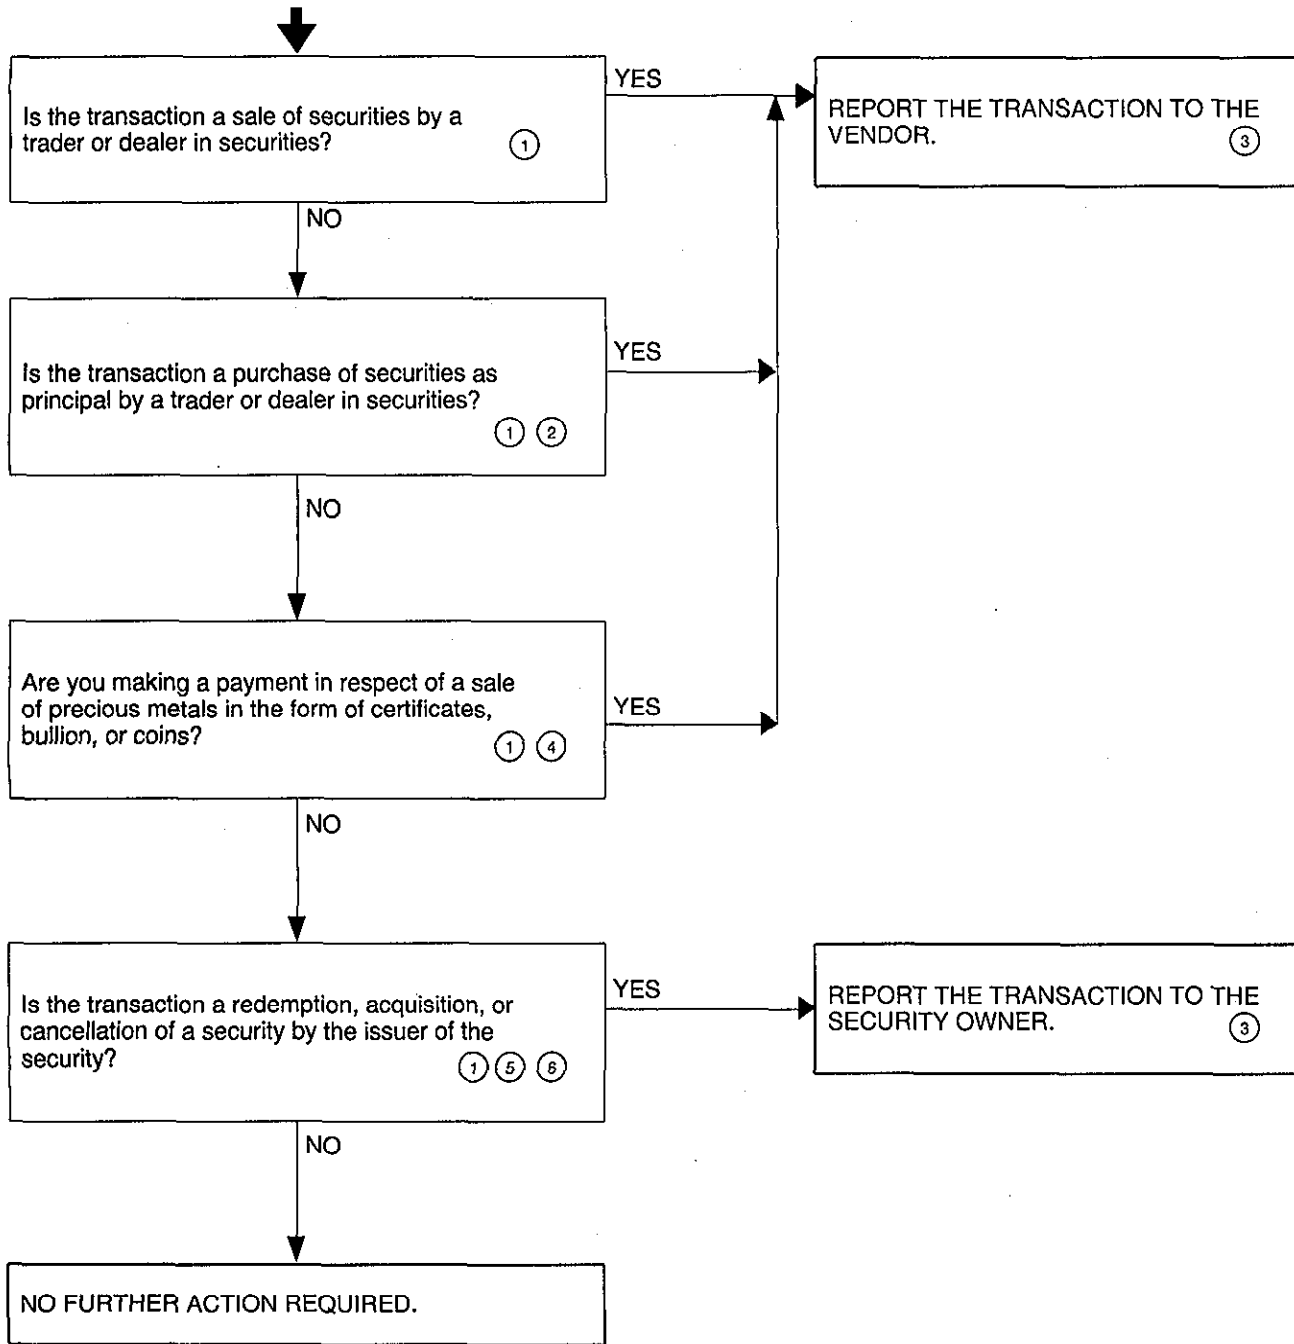 Is the transaction a sale of securities by a
trader or dealer in securities?
1
YES
REPORT THE TRANSACTION TO THE
VENDOR.
3
NO
Is the transaction a purchase of securities as
principal by a trader or dealer in securities?
1 2
YES
NO
Are you making a payment in respect of a sale
of precious metals in the form of certificates,
bullion, or coins?
1 4
YES
NO
Is the transaction a redemption, acquisition, or
cancellation of a security by the issuer of the
security?
1 5 6
YES
REPORT THE TRANSACTION TO THE
SECURITY OWNER.
3
NO
NO FURTHER ACTION REQUIRED.